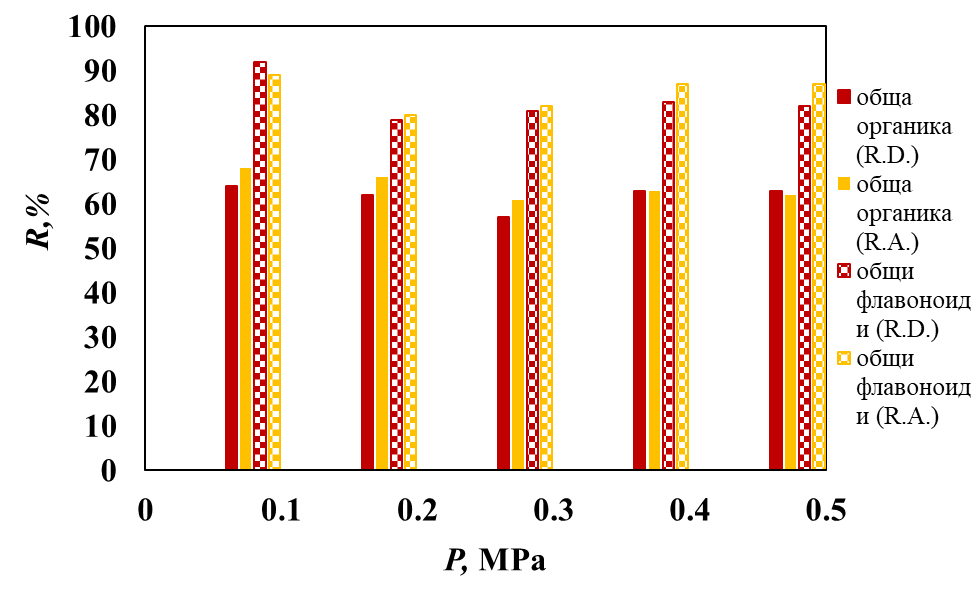 100
90
80
70
60
50
40
30
20
10
0
R,%
0 0.1 0.2 0.3 0.4 0.5
P, MPa
обща
органика
(R.D.)
обща
органика
(R.A.)
общи
флавоноид
и (R.D.)
общи
флавоноид
и (R.A.)